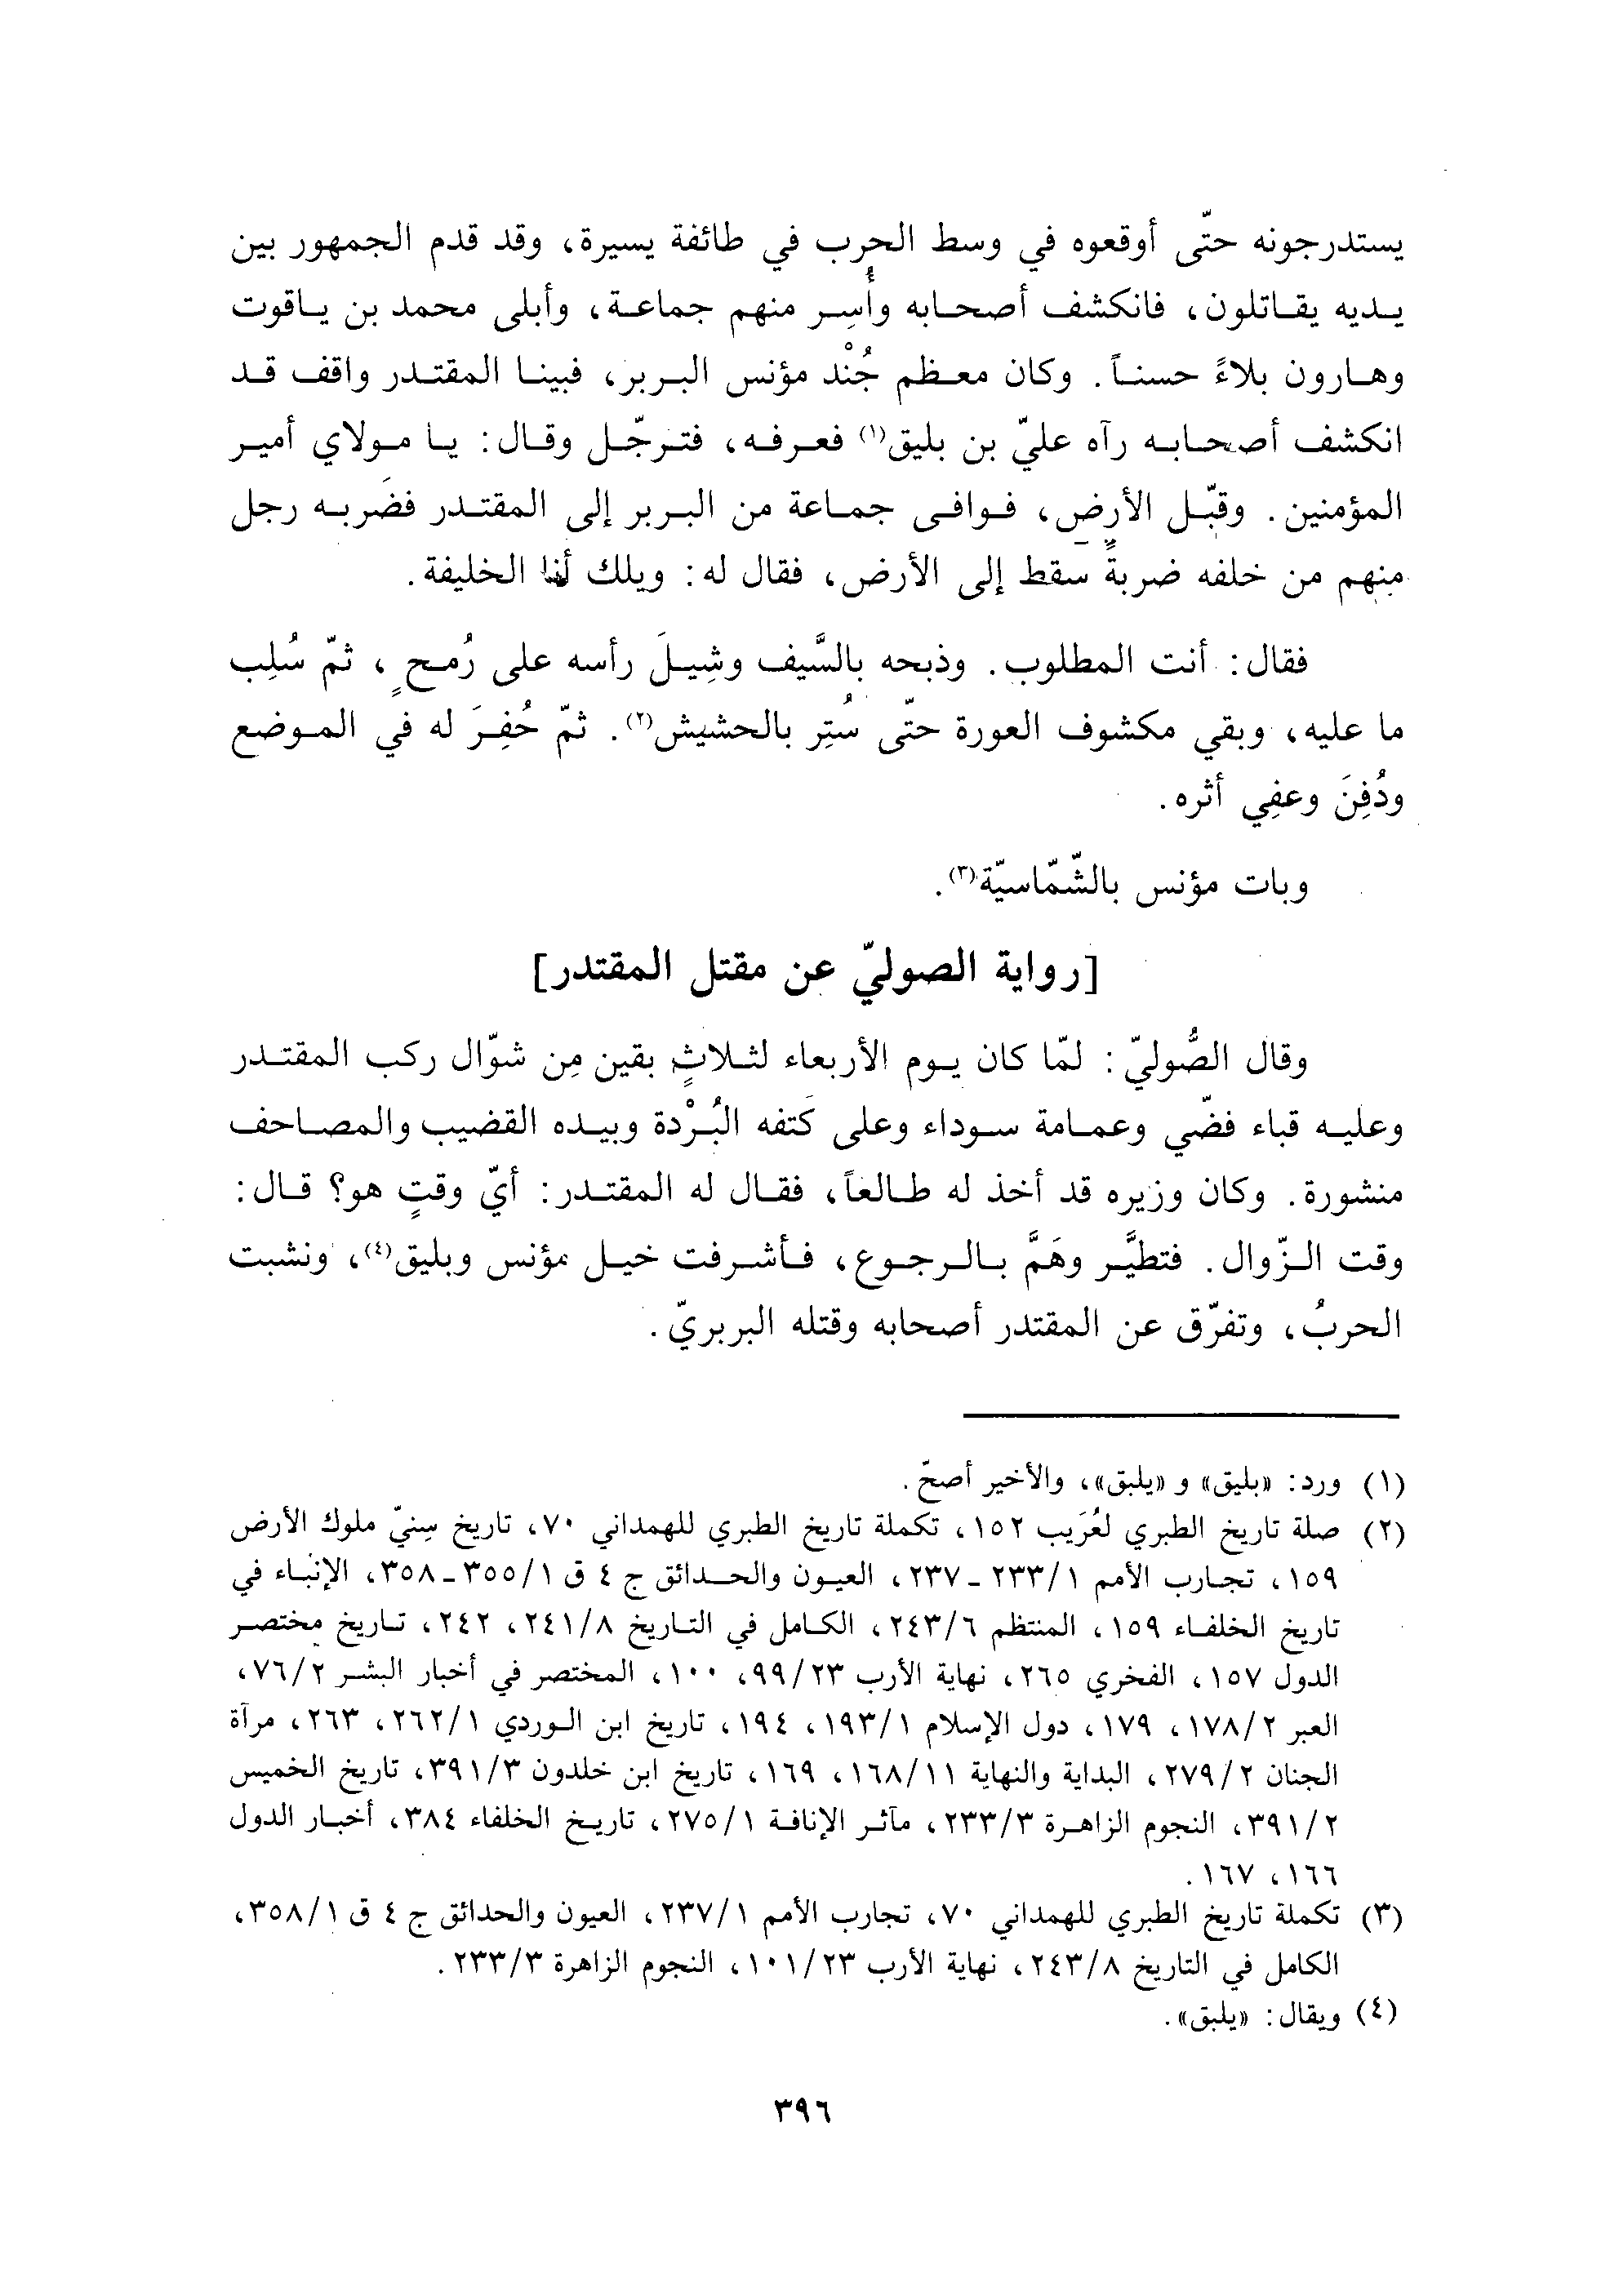 يستدرجونه حتّى أوقعوه في وسط الحرب في طائفة يسيرة، وقد قدم الجمهور بين
يديه يقاتلون، فانكشف أصحابه وأُسِر منهم جماعة، وأبلى محمد بن ياقوت
وهارون بلاءً حسناً. وكان معظم جُنْد مؤنس البربر، فبينا المقتدر واقف قد
انكشف أصحابه رآه عليّ بن بليق(١) فعرفه، فترجّل وقال: يا مولاي أمير
المؤمنين. وقبّل الأرض، فوافى جماعة من البربر إلى المقتدر فضَربه رجل
منهم من خلفه ضربةً سقط إلى الأرض، فقال له: ويلك أنا الخليفة.
فقال: أنت المطلوب. وذبحه بالسَّيف وشِيلَ رأسه على رُمحٍ، ثمّ سُلِب
ما عليه، وبقي مكشوف العورة حتّى سُتِر بالحشيش(٢). ثمّ حُفِرَ له في الموضع
ودُفِنَ وعفِي أثره.
وبات مؤنس بالشّمّاسيّة(٣).
[رواية الصوليّ عن مقتل المقتدر]
وقال الصُّوليّ: لمّا كان يوم الأربعاء لثلاثٍ بقين مِن شوّال ركب المقتدر
وعليه قباء فضّي وعمامة سوداء وعلى كَتفه البُرْدة وبيده القضيب والمصاحف
منشورة. وكان وزيره قد أخذ له طالعاً، فقال له المقتدر: أيّ وقتٍ هو؟ قال:
وقت الزّوال. فتطيَّر وهَمَّ بالرجوع، فأشرفت خيل مؤنس وبليق(٤)، ونشبت
الحربُ، وتفرّق عن المقتدر أصحابه وقتله البربريّ.
(١) ورد: «بليق» و «يلبق»، والأخير أصحّ.
(٢) صلة تاريخ الطبري لعُرَيب ١٥٢، تكملة تاريخ الطبري للهمداني ٧٠، تاريخ سِنيّ ملوك الأرض
١٥٩، تجارب الأمم ١/ ٢٣٣ - ٢٣٧، العيون والحدائق ج ٤ ق ١/ ٣٥٥ - ٣٥٨، الإنباء في
تاريخ الخلفاء ١٥٩، المنتظم ٦/ ٢٤٣، الكامل في التاريخ ٨/ ٢٤١، ٢٤٢، تاريخ مختصر
الدول ١٥٧، الفخري ٢٦٥، نهاية الأرب ٢٣/ ٩٩، ١٠٠، المختصر في أخبار البشر ٢/ ٧٦،
العبر ٢/ ١٧٨، ١٧٩، دول الإسلام ١/ ١٩٣، ١٩٤، تاريخ ابن الوردي ١/ ٢٦٢، ٢٦٣، مرآة
الجنان ٢/ ٢٧٩، البداية والنهاية ١١/ ١٦٨، ١٦٩، تاريخ ابن خلدون ٣/ ٣٩١، تاريخ الخميس
٢/ ٣٩١، النجوم الزاهرة ٣/ ٢٣٣، مآثر الإنافة ١/ ٢٧٥، تاريخ الخلفاء ٣٨٤، أخبار الدول
١٦٦، ١٦٧.
(٣) تكملة تاريخ الطبري للهمداني ٧٠، تجارب الأمم ١/ ٢٣٧، العيون والحدائق ج ٤ ق ١/ ٣٥٨،
الكامل في التاريخ ٨/ ٢٤٣، نهاية الأرب ٢٣/ ١٠١، النجوم الزاهرة ٣/ ٢٣٣.
(٤) ويقال: «يلبق».
٣٩٦